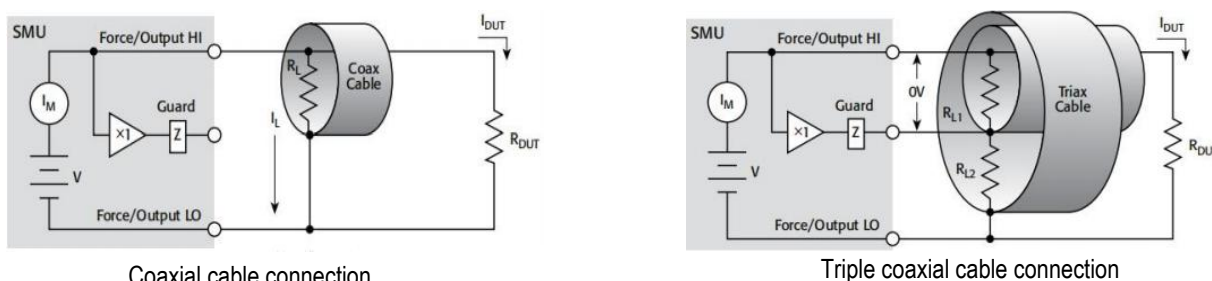 SMU
Force/Output HI
I_DUT
R_L
Coax
Cable
I_M
Guard
I_L
×1
Z
R_DUT
V
Force/Output LO
Coaxial cable connection
SMU
Force/Output HI
I_DUT
0V
I_M
Guard
R_L1
Triax
Cable
×1
Z
R_DU
R_L2
V
Force/Output LO
Triple coaxial cable connection